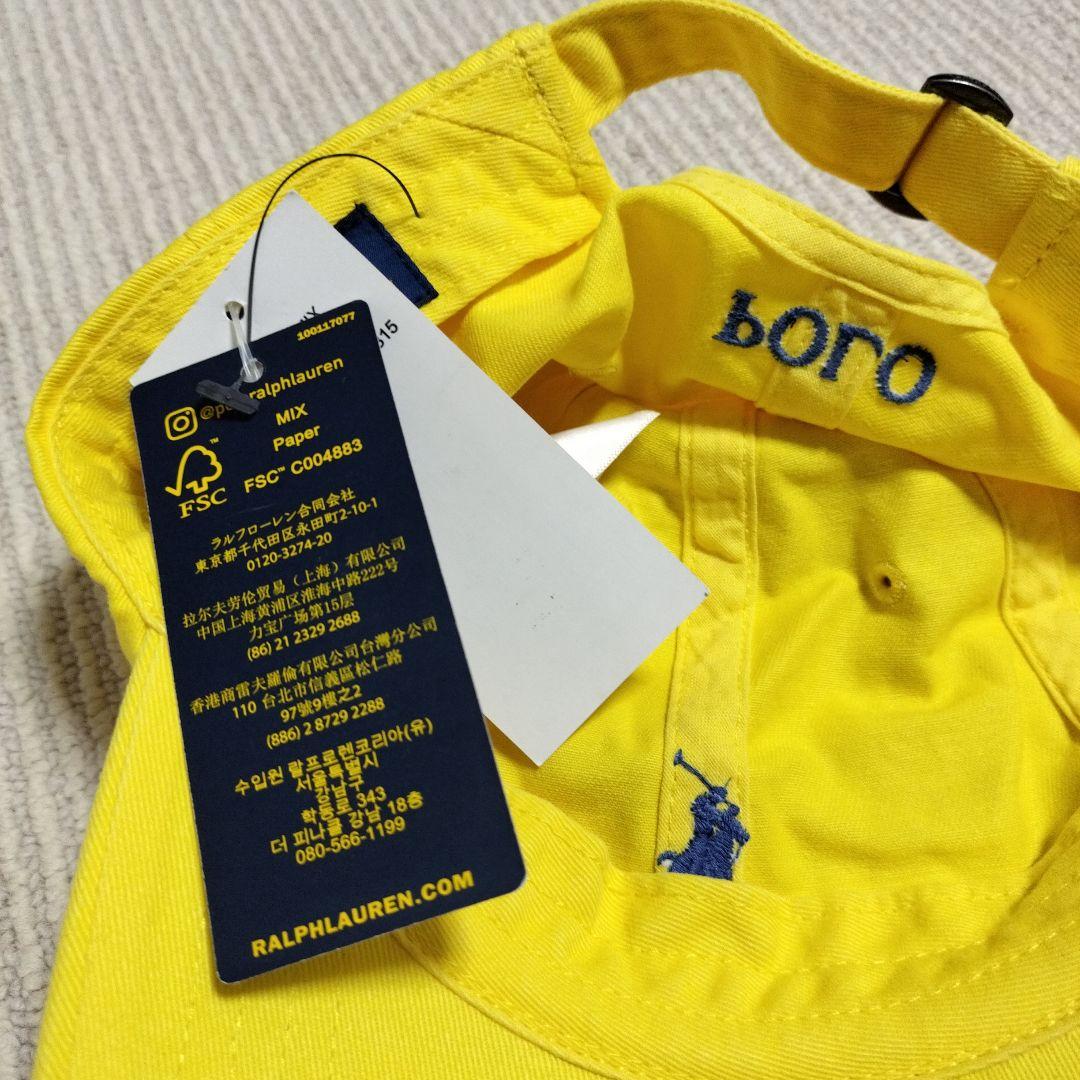 100117077
@p ralphlauren
MIX
Paper
FSC™ C004883
FSC
ラルフローレン合同会社
東京都千代田区永田町2-10-1
0120-3274-20
拉尔夫劳伦贸易（上海）有限公司
中国上海黄浦区淮海中路222号
力宝广场第15层
(86) 21 2329 2688
香港商雷夫羅倫有限公司台灣分公司
110 台北市信義區松仁路
97號9樓之2
(886) 2 8729 2288
수입원 랄프로렌코리아(유)
서울특별시
강남구
학동로 343
더 피나클 강남 18층
080-566-1199
RALPHLAUREN.COM
315
POLO